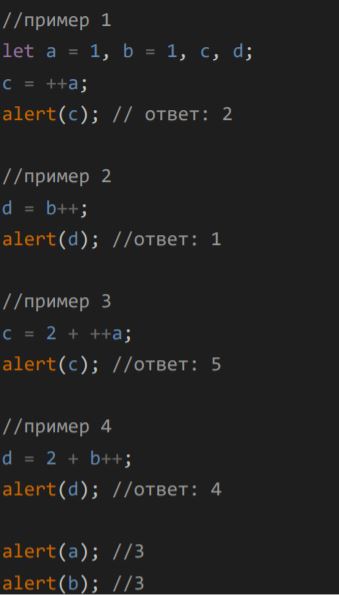 //пример 1
let a = 1, b = 1, c, d;
c = ++a;
alert(c); // ответ: 2
//пример 2
d = b++;
alert(d); //ответ: 1
//пример 3
c = 2 + ++a;
alert(c); //ответ: 5
//пример 4
d = 2 + b++;
alert(d); //ответ: 4
alert(a); //3
alert(b); //3